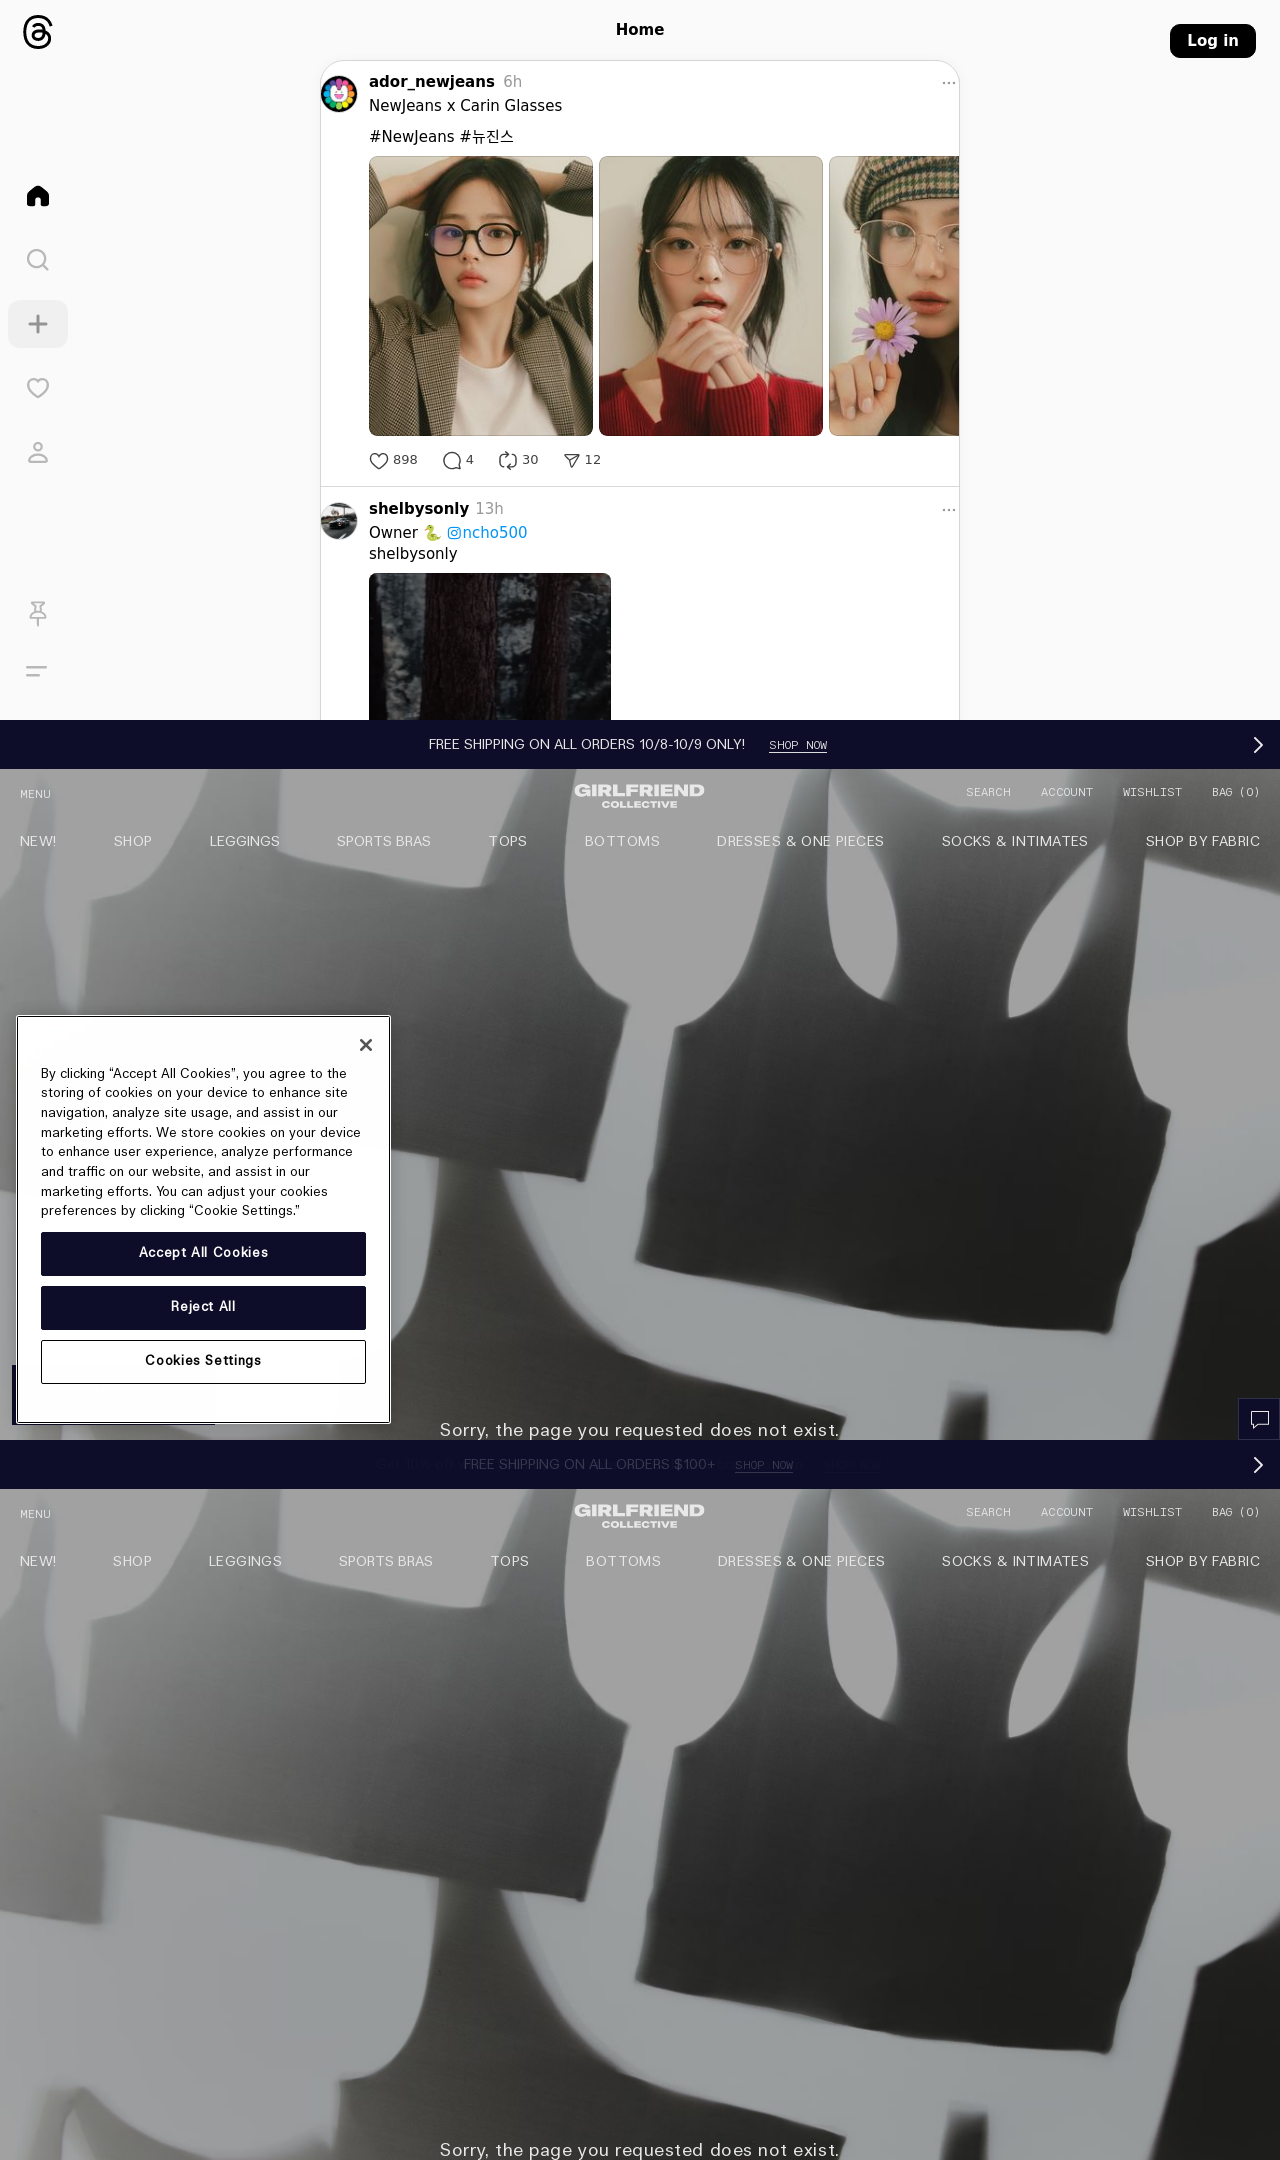 Home
Log in
ador_newjeans 6h
NewJeans x Carin Glasses
#NewJeans #뉴진스
898 4 30 12
shelbysonly 13h
Owner 🐍 ncho500
shelbysonly
FREE SHIPPING ON ALL ORDERS 10/8-10/9 ONLY! SHOP NOW
MENU
GIRLFRIEND
COLLECTIVE
SEARCH ACCOUNT WISHLIST BAG (0)
NEW! SHOP LEGGINGS SPORTS BRAS TOPS BOTTOMS DRESSES & ONE PIECES SOCKS & INTIMATES SHOP BY FABRIC
By clicking “Accept All Cookies”, you agree to the
storing of cookies on your device to enhance site
navigation, analyze site usage, and assist in our
marketing efforts. We store cookies on your device
to enhance user experience, analyze performance
and traffic on our website, and assist in our
marketing efforts. You can adjust your cookies
preferences by clicking “Cookie Settings.”
Accept All Cookies
Reject All
Cookies Settings
Sorry, the page you requested does not exist.
FREE SHIPPING ON ALL ORDERS $100+ SHOP NOW
MENU
GIRLFRIEND
COLLECTIVE
SEARCH ACCOUNT WISHLIST BAG (0)
NEW! SHOP LEGGINGS SPORTS BRAS TOPS BOTTOMS DRESSES & ONE PIECES SOCKS & INTIMATES SHOP BY FABRIC
Sorry, the page you requested does not exist.